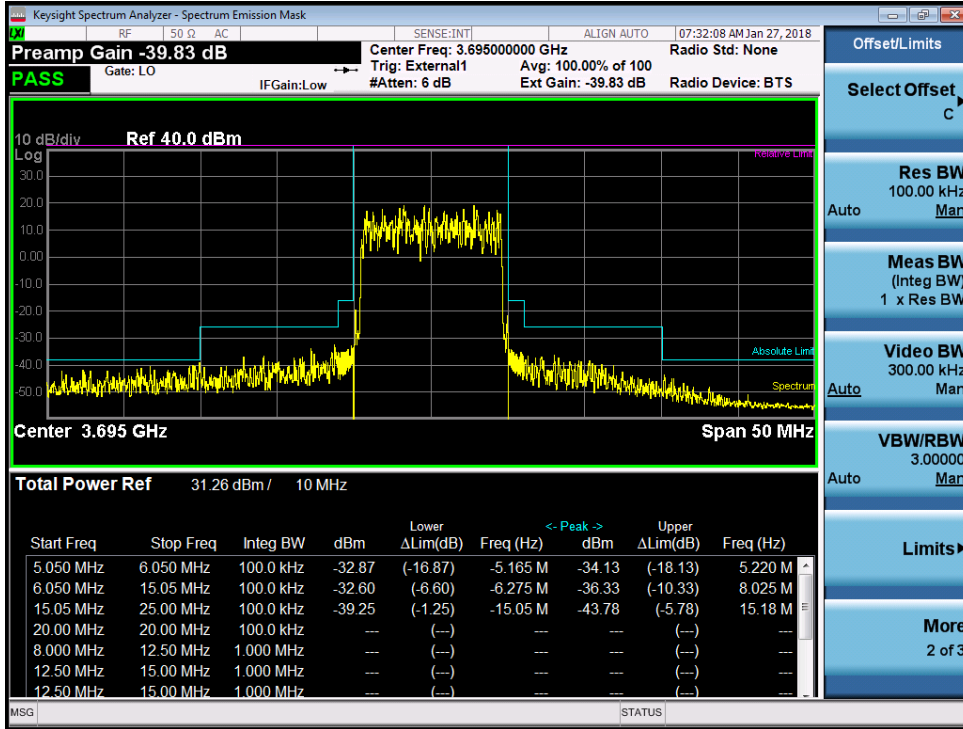 Keysight Spectrum Analyzer - Spectrum Emission Mask
LXI RF 50 Ω AC SENSE:INT ALIGN AUTO 07:32:08 AM Jan 27, 2018
Preamp Gain -39.83 dB
Center Freq: 3.695000000 GHz Radio Std: None
Trig: External1 Avg: 100.00% of 100
PASS Gate: LO IFGain:Low #Atten: 6 dB Ext Gain: -39.83 dB Radio Device: BTS
10 dB/div Ref 40.0 dBm
Log
Relative Limit
30.0
20.0
10.0
0.00
-10.0
-20.0
-30.0
Absolute Limit
-40.0
Spectrum
-50.0
Center 3.695 GHz Span 50 MHz
Total Power Ref 31.26 dBm / 10 MHz
Lower <- Peak -> Upper
Start Freq Stop Freq Integ BW dBm ΔLim(dB) Freq (Hz) dBm ΔLim(dB) Freq (Hz)
5.050 MHz 6.050 MHz 100.0 kHz -32.87 (-16.87) -5.165 M -34.13 (-18.13) 5.220 M
6.050 MHz 15.05 MHz 100.0 kHz -32.60 (-6.60) -6.275 M -36.33 (-10.33) 8.025 M
15.05 MHz 25.00 MHz 100.0 kHz -39.25 (-1.25) -15.05 M -43.78 (-5.78) 15.18 M
20.00 MHz 20.00 MHz 100.0 kHz --- (---) --- --- (---) ---
8.000 MHz 12.50 MHz 1.000 MHz --- (---) --- --- (---) ---
12.50 MHz 15.00 MHz 1.000 MHz --- (---) --- --- (---) ---
12.50 MHz 15.00 MHz 1.000 MHz --- (---) --- --- (---) ---
MSG STATUS
Offset/Limits
Select Offset
C
Res BW
100.00 kHz
Auto Man
Meas BW
(Integ BW)
1 x Res BW
Video BW
300.00 kHz
Auto Man
VBW/RBW
3.00000
Auto Man
Limits
More
2 of 3